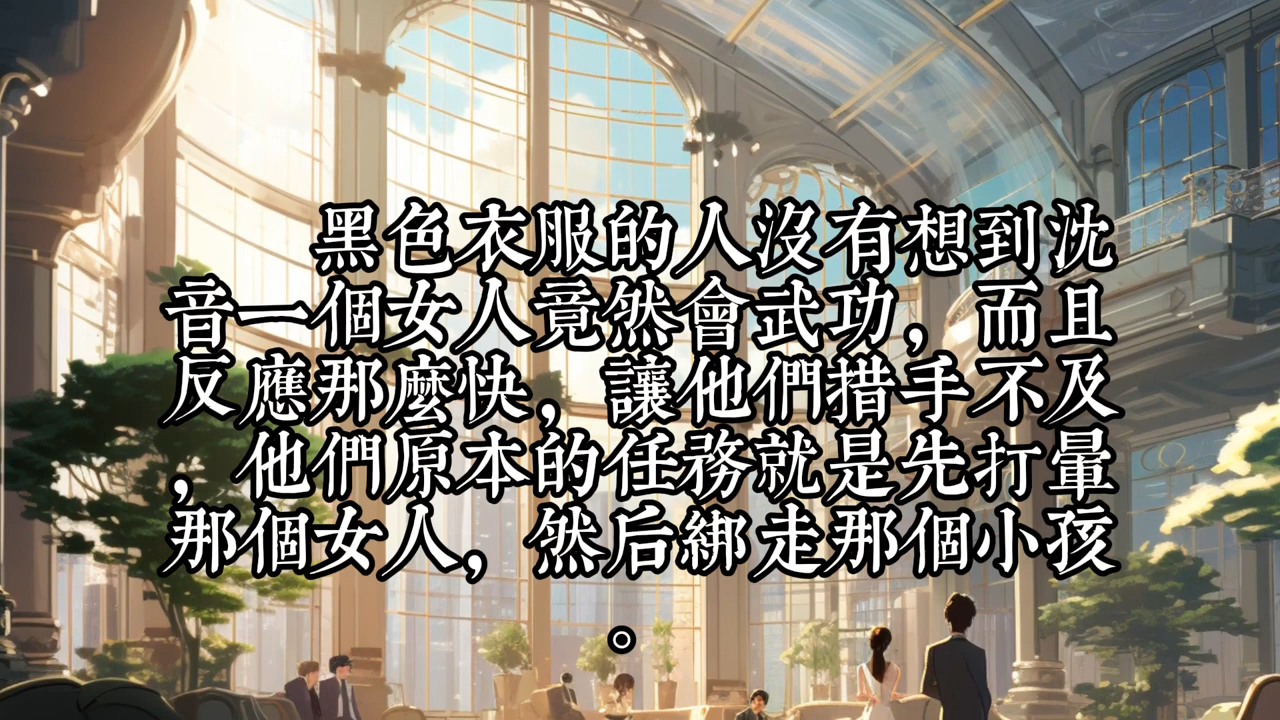 黑色衣服的人沒有想到沈
音一個女人竟然會武功，而且
反應那麼快，讓他們措手不及
，他們原本的任務就是先打暈
那個女人，然后綁走那個小孩
。